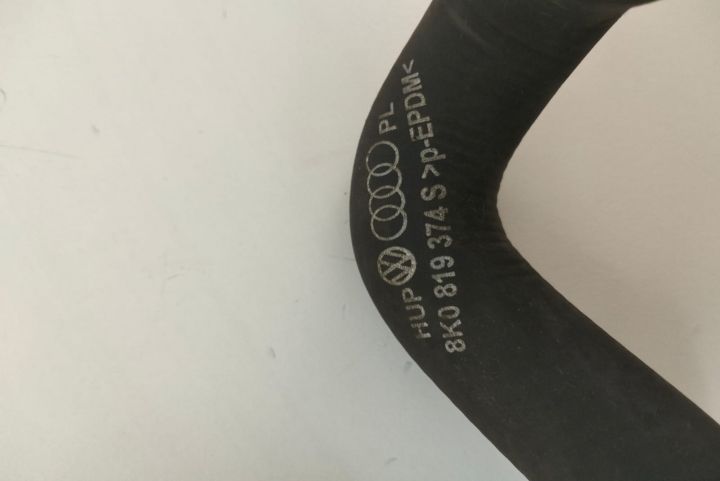 HUP PL
8K0 819 374 S >p-EPDM<